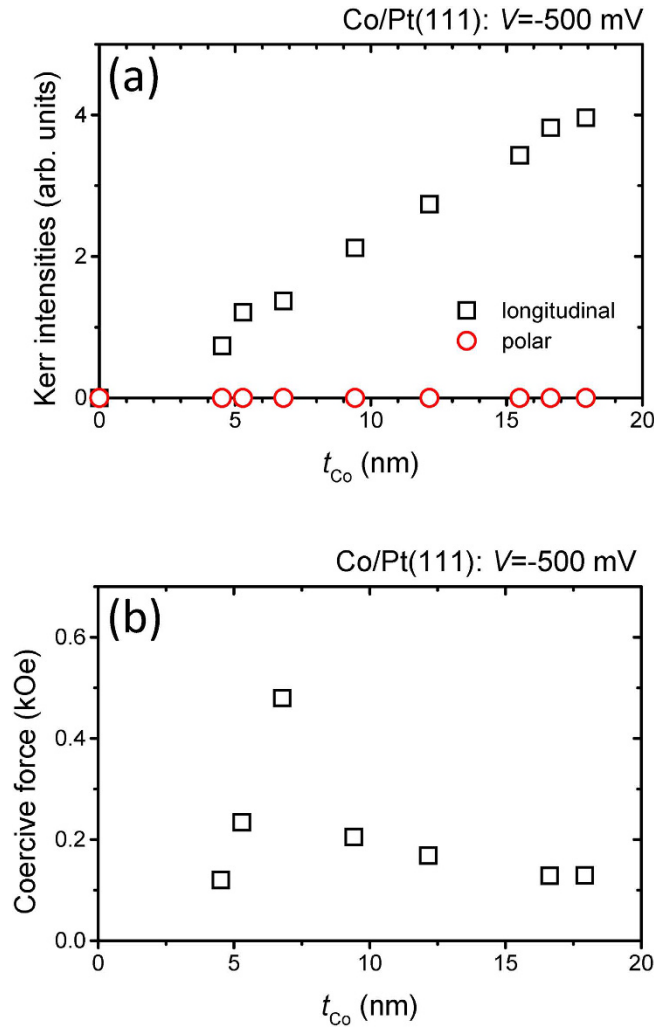 Co/Pt(111): V=-500 mV
(a)
Kerr intensities (arb. units)
4
2
0
longitudinal
polar
0 5 10 15 20
t_Co (nm)
Co/Pt(111): V=-500 mV
(b)
Coercive force (kOe)
0.6
0.4
0.2
0.0
0 5 10 15 20
t_Co (nm)